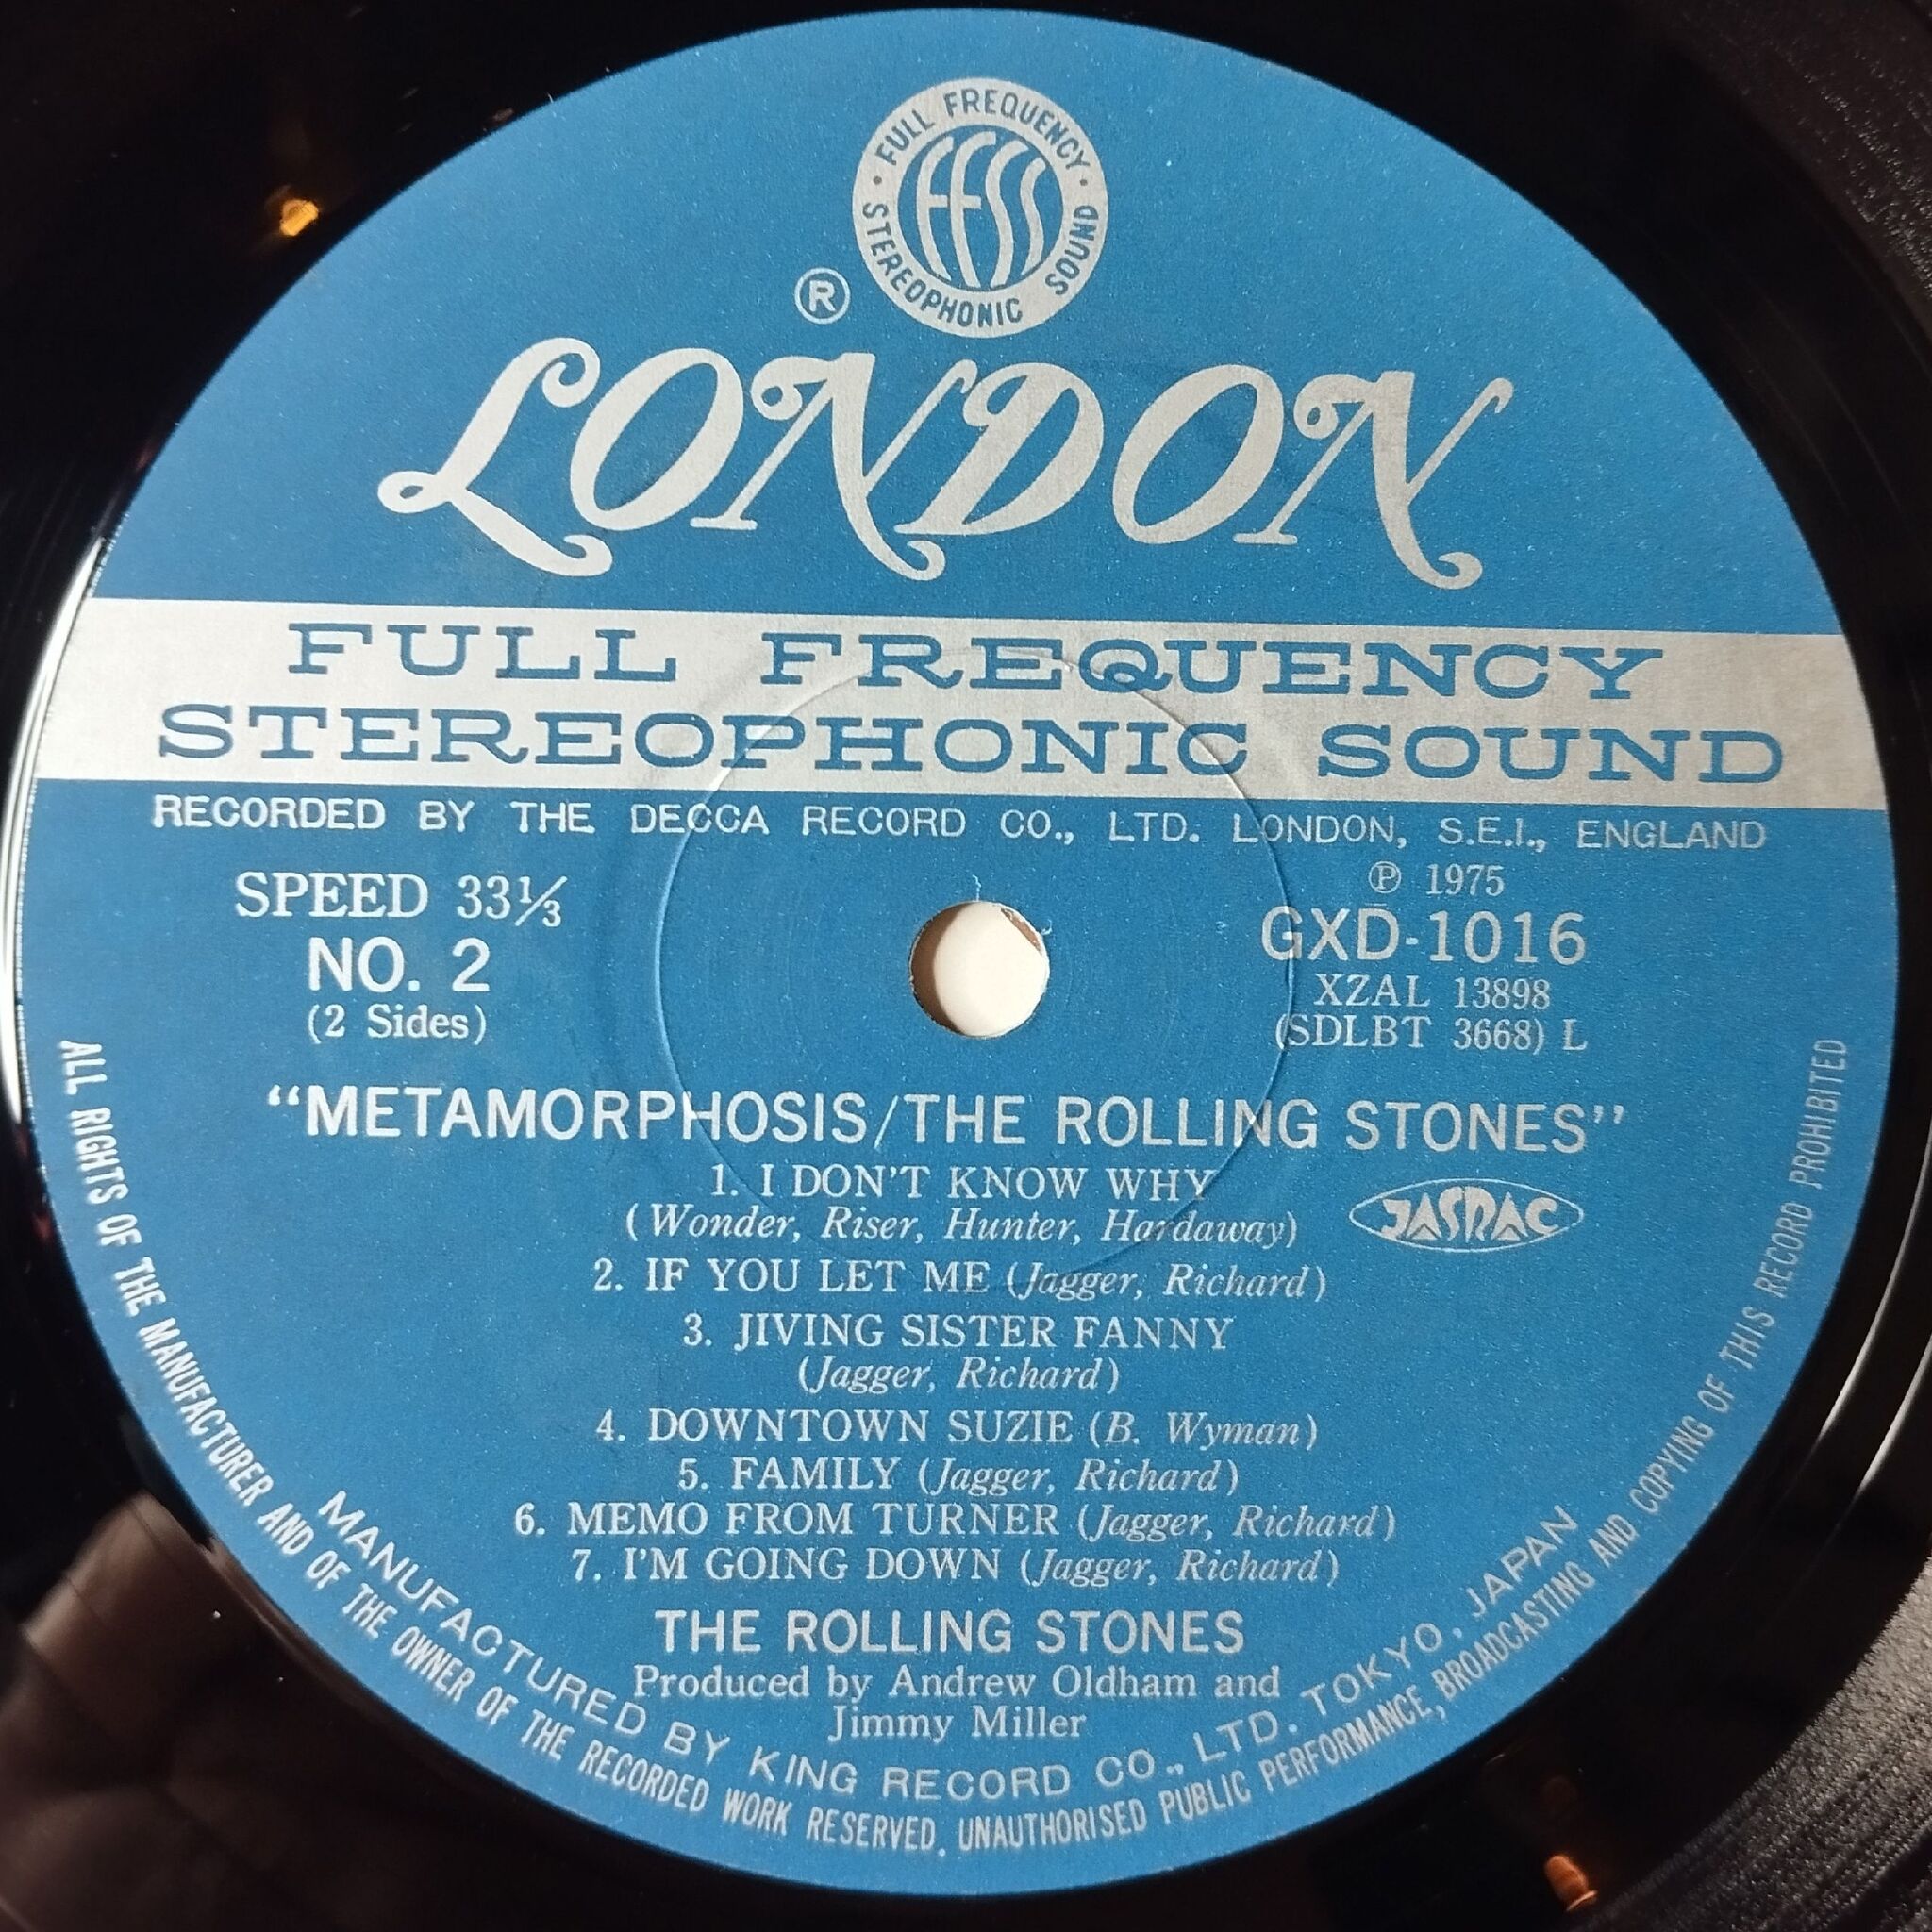 FULL FREQUENCY
FFSS
STEREOPHONIC SOUND
®
LONDON
FULL FREQUENCY
STEREOPHONIC SOUND
RECORDED BY THE DECCA RECORD CO., LTD. LONDON, S.E.I., ENGLAND
SPEED 33⅓
NO. 2
(2 Sides)
℗ 1975
GXD-1016
XZAL 13898
(SDLBT 3668) L
“METAMORPHOSIS/THE ROLLING STONES”
1. I DON'T KNOW WHY
(Wonder, Riser, Hunter, Hardaway)
JASRAC
2. IF YOU LET ME (Jagger, Richard)
3. JIVING SISTER FANNY
(Jagger, Richard)
4. DOWNTOWN SUZIE (B. Wyman)
5. FAMILY (Jagger, Richard)
6. MEMO FROM TURNER (Jagger, Richard)
7. I'M GOING DOWN (Jagger, Richard)
THE ROLLING STONES
Produced by Andrew Oldham and
Jimmy Miller
MANUFACTURED BY KING RECORD CO., LTD. TOKYO, JAPAN
ALL RIGHTS OF THE MANUFACTURER AND OF THE OWNER OF THE RECORDED WORK RESERVED. UNAUTHORISED PUBLIC PERFORMANCE, BROADCASTING AND COPYING OF THIS RECORD PROHIBITED